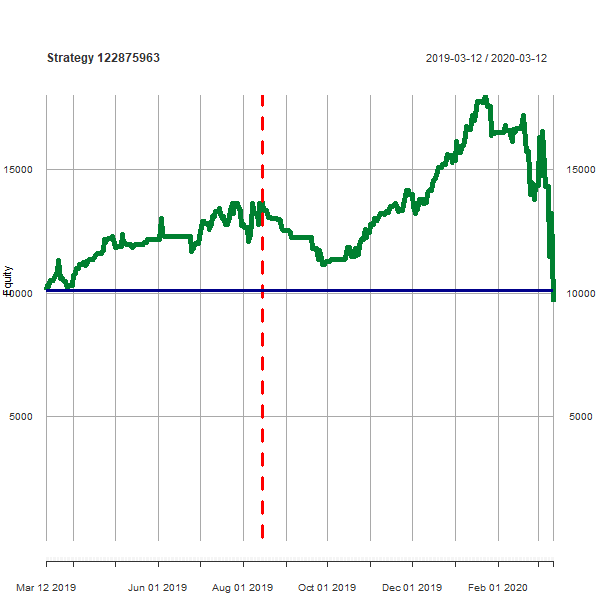 Strategy 122875963
2019-03-12 / 2020-03-12
15000
15000
Equity
10000
10000
5000
5000
Mar 12 2019
Jun 01 2019
Aug 01 2019
Oct 01 2019
Dec 01 2019
Feb 01 2020